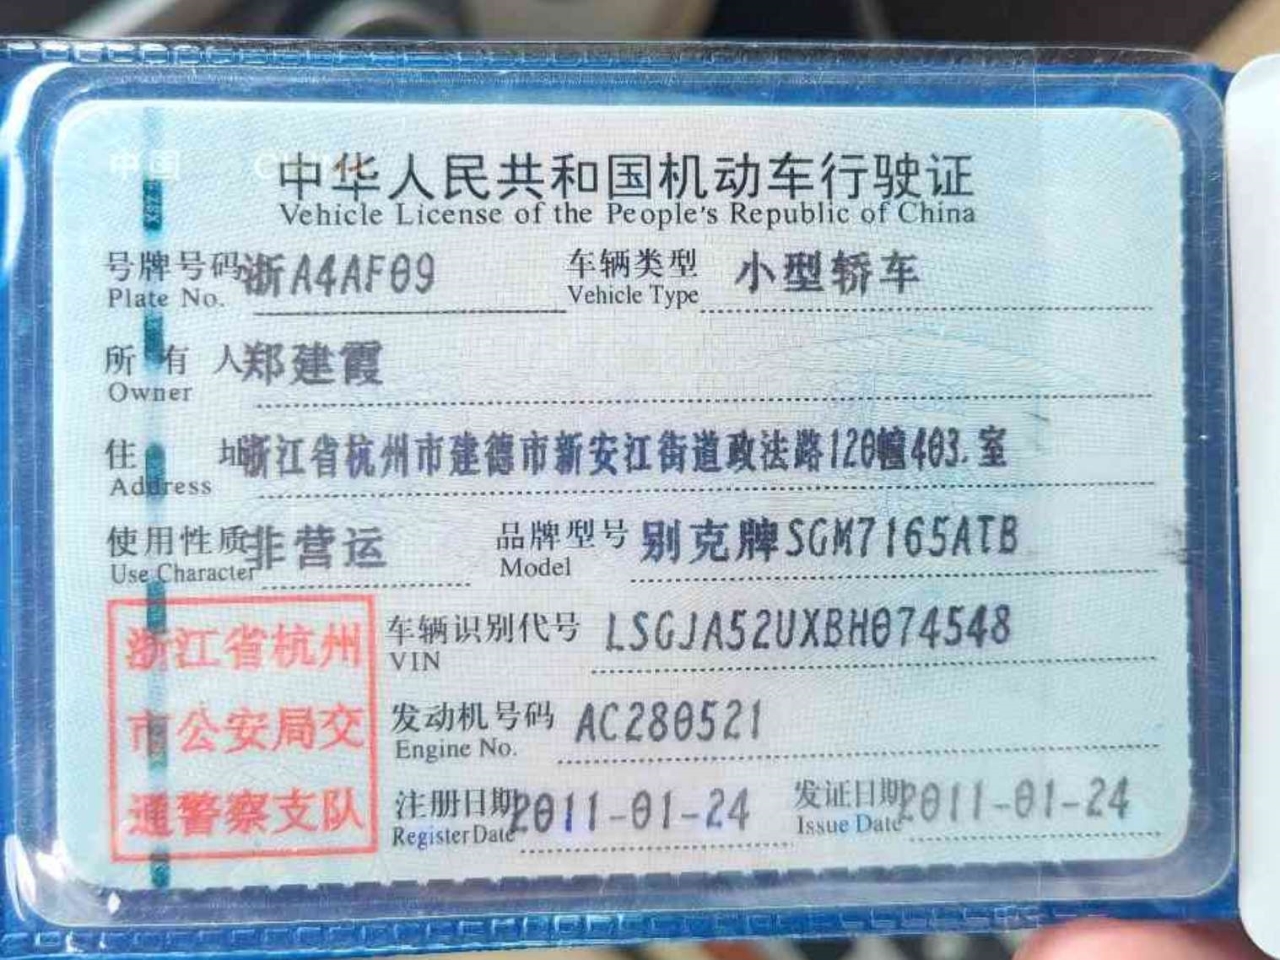 中国
中华人民共和国机动车行驶证
Vehicle License of the People's Republic of China
号牌号码 浙A4AF09 车辆类型 小型轿车
Plate No. Vehicle Type
所有人 郑建霞
Owner
住址 浙江省杭州市建德市新安江街道政法路120幢403.室
Address
使用性质 非营运 品牌型号 别克牌SGM7165ATB
Use Character Model
浙江省杭州
市公安局交
通警察支队
车辆识别代号 LSGJA52UXBH074548
VIN
发动机号码 AC280521
Engine No.
注册日期 2011-01-24 发证日期 2011-01-24
Register Date Issue Date